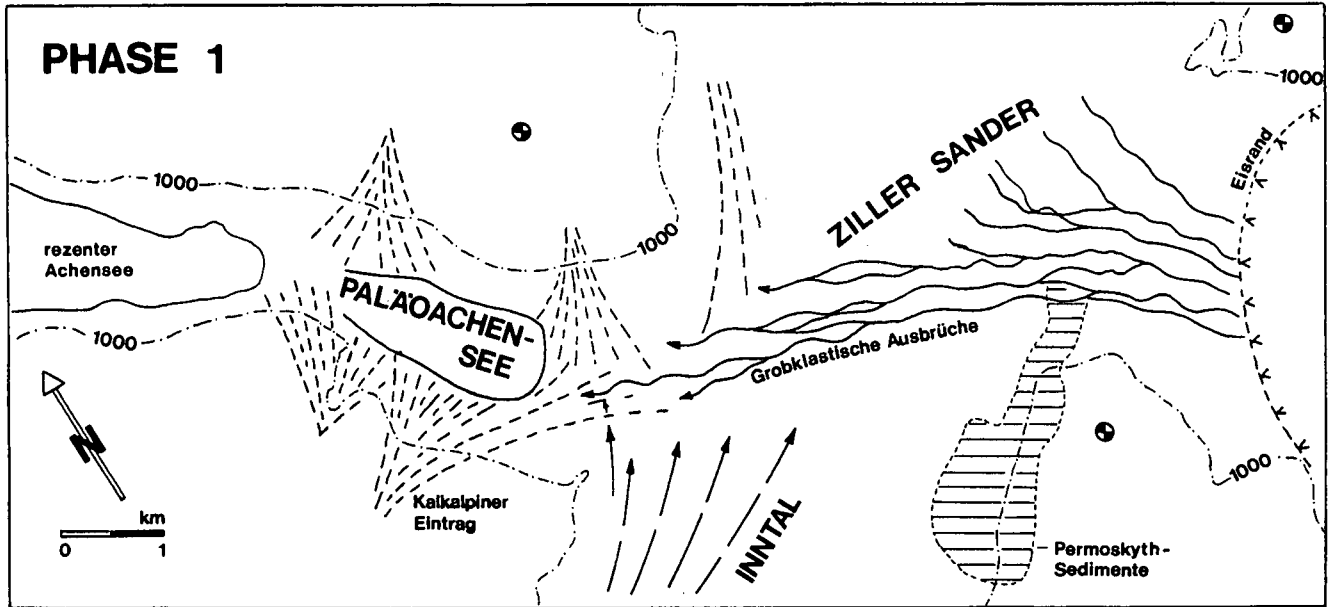 PHASE 1
1000
1000
rezenter
Achensee
1000
1000
PALÄOACHEN-
SEE
ZILLER SANDER
Eisrand
1000
Grobklastische Ausbrüche
N
km
0 1
Kalkalpiner
Eintrag
INNTAL
1000
Permoskyth-
Sedimente